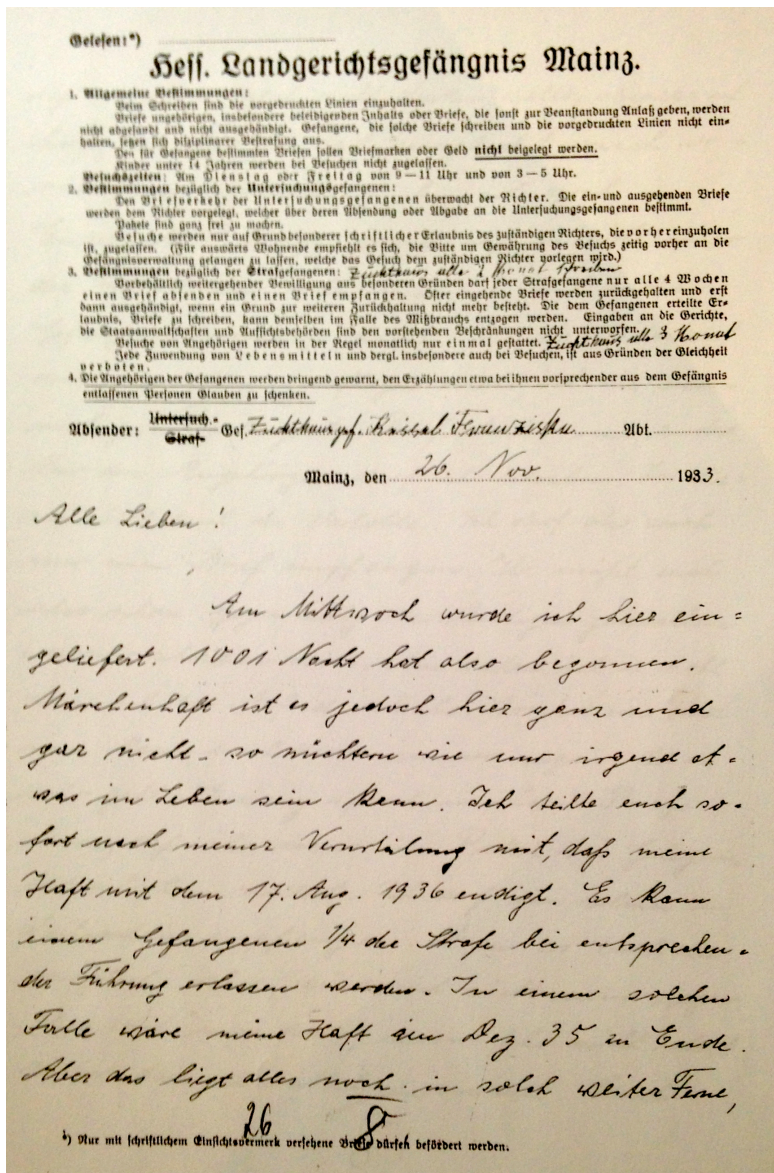 Gelesen:*)
Hess. Landgerichtsgefängnis Mainz.
1. Allgemeine Bestimmungen:
Beim Schreiben sind die vorgedruckten Linien einzuhalten.
Briefe ungehörigen, insbesondere beleidigenden Inhalts oder Briefe, die sonst zur Beanstandung Anlaß geben, werden
nicht abgesandt und nicht ausgehändigt. Gefangene, die solche Briefe schreiben und die vorgedruckten Linien nicht ein-
halten, setzen sich disziplinarer Bestrafung aus.
Den für Gefangene bestimmten Briefen sollen Briefmarken oder Geld nicht beigelegt werden.
Kinder unter 14 Jahren werden bei Besuchen nicht zugelassen.
Besuchszeiten: Am Dienstag oder Freitag von 9—11 Uhr und von 3—5 Uhr.
2. Bestimmungen bezüglich der Untersuchungsgefangenen:
Den Briefverkehr der Untersuchungsgefangenen überwacht der Richter. Die ein- und ausgehenden Briefe
werden dem Richter vorgelegt, welcher über deren Absendung oder Abgabe an die Untersuchungsgefangenen bestimmt.
Pakete sind ganz frei zu machen.
Besuche werden nur auf Grund besonderer schriftlicher Erlaubnis des zuständigen Richters, die vorher einzuholen
ist, zugelassen. (Für auswärts Wohnende empfiehlt es sich, die Bitte um Gewährung des Besuchs zeitig vorher an die
Gefängnisverwaltung gelangen zu lassen, welche das Gesuch dem zuständigen Richter vorlegen wird.)
3. Bestimmungen bezüglich der Strafgefangenen: Zuchthaus alle 2 Monat schreiben
Vorbehaltlich weitergehender Bewilligung aus besonderen Gründen darf jeder Strafgefangene nur alle 4 Wochen
einen Brief absenden und einen Brief empfangen. Öfter eingehende Briefe werden zurückgehalten und erst
dann ausgehändigt, wenn ein Grund zur weiteren Zurückhaltung nicht mehr besteht. Die dem Gefangenen erteilte Er-
laubnis, Briefe zu schreiben, kann demselben im Falle des Mißbrauchs entzogen werden. Eingaben an die Gerichte,
die Staatsanwaltschaften und Aufsichtsbehörden sind den vorstehenden Beschränkungen nicht unterworfen.
Besuche von Angehörigen werden in der Regel monatlich nur einmal gestattet. Zuchthaus alle 3 Monat
Jede Zuwendung von Lebensmitteln und dergl. insbesondere auch bei Besuchen, ist aus Gründen der Gleichheit
verboten.
4. Die Angehörigen der Gefangenen werden dringend gewarnt, den Erzählungen etwa bei ihnen vorsprechender aus dem Gefängnis
entlassenen Personen Glauben zu schenken.
Absender: Untersuch.- Straf- Gef. Zuchthausgef. Kessel Franziska Abt.
Mainz, den 26. Nov. 1933.
Alle Lieben!
Am Mittwoch wurde ich hier ein=
geliefert. 1001 Nacht hat also begonnen.
Märchenhaft ist es jedoch hier ganz und
gar nicht – so nüchtern wie nur irgend et=
was im Leben sein kann. Ich teilte euch so=
fort nach meiner Verurteilung mit, daß meine
Haft mit dem 17. Aug. 1936 endigt. Es kann
einem Gefangenen 1/4 der Strafe bei entsprechen=
der Führung erlassen werden. In einem solchen
Falle wäre meine Haft im Dez. 35 zu Ende.
Aber das liegt alles noch in solch weiter Ferne,
26 8
*) Nur mit schriftlichem Einsichtsvermerk versehene Briefe dürfen befördert werden.